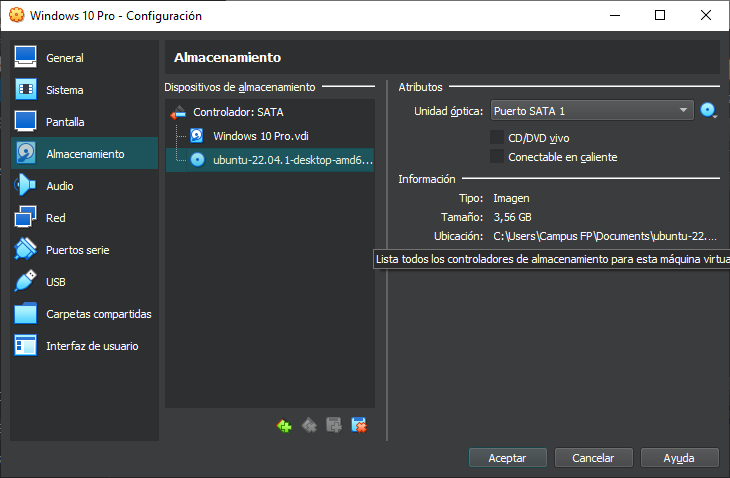 Windows 10 Pro - Configuración
General
Sistema
Pantalla
Almacenamiento
Audio
Red
Puertos serie
USB
Carpetas compartidas
Interfaz de usuario
Almacenamiento
Dispositivos de almacenamiento
Controlador: SATA
Windows 10 Pro.vdi
ubuntu-22.04.1-desktop-amd6...
Atributos
Unidad óptica: Puerto SATA 1
CD/DVD vivo
Conectable en caliente
Información
Tipo: Imagen
Tamaño: 3,56 GB
Ubicación: C:\Users\Campus FP\Documents\ubuntu-22....
Lista todos los controladores de almacenamiento para esta máquina virtua
Aceptar
Cancelar
Ayuda